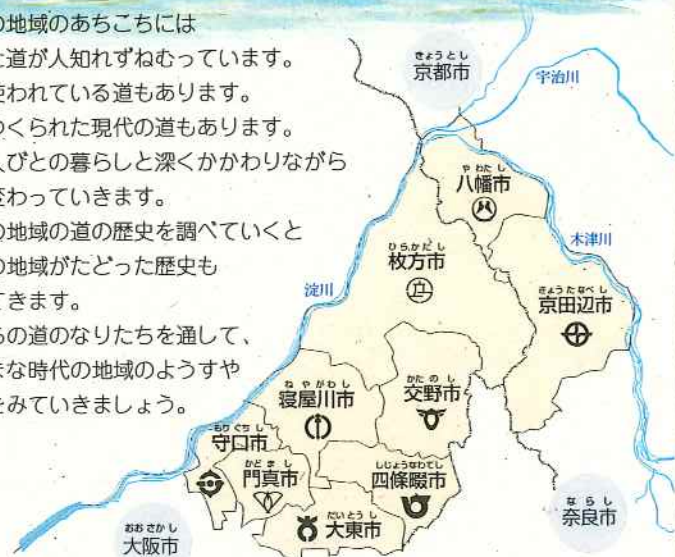 の地域のあちこちには
道が人知れずねむっています。
使われている道もあります。
つくられた現代の道もあります。
人びとの暮らしと深くかかわりながら
変わっていきます。
の地域の道の歴史を調べていくと
の地域がたどった歴史も
てきます。
らの道のなりたちを通して、
な時代の地域のようすや
をみていきましょう。
きょうとし
京都市
宇治川
やわたし
八幡市
木津川
ひらかたし
枚方市
淀川
きょうたなべし
京田辺市
ねやがわし
寝屋川市
かたのし
交野市
もりぐちし
守口市
かどまし
門真市
しじょうなわてし
四條畷市
だいとうし
大東市
ならし
奈良市
おおさかし
大阪市